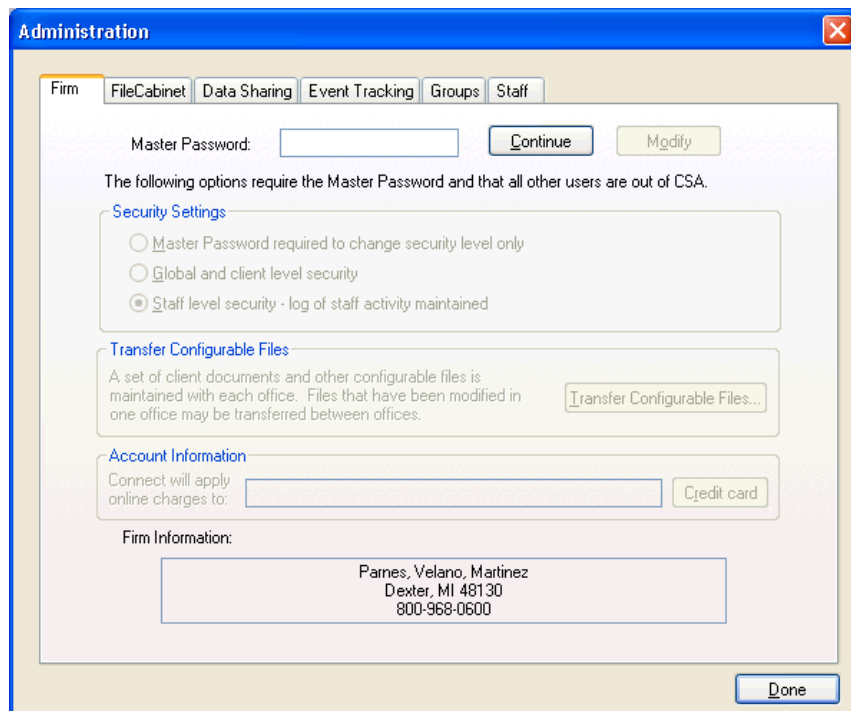 Administration
Firm FileCabinet Data Sharing Event Tracking Groups Staff
Master Password: Continue Modify
The following options require the Master Password and that all other users are out of CSA.
Security Settings
Master Password required to change security level only
Global and client level security
Staff level security - log of staff activity maintained
Transfer Configurable Files
A set of client documents and other configurable files is
maintained with each office. Files that have been modified in
one office may be transferred between offices.
Transfer Configurable Files...
Account Information
Connect will apply
online charges to:
Credit card
Firm Information:
Parnes, Velano, Martinez
Dexter, MI 48130
800-968-0600
Done